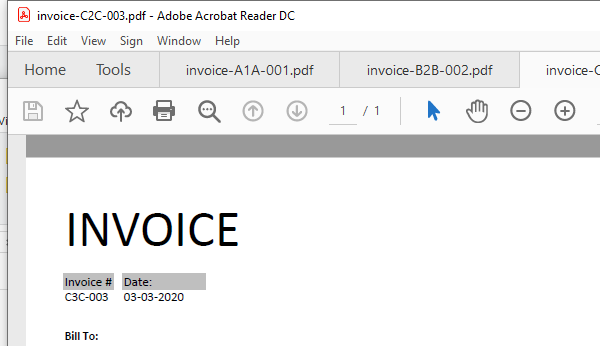 invoice-C2C-003.pdf - Adobe Acrobat Reader DC
File Edit View Sign Window Help
Home Tools invoice-A1A-001.pdf invoice-B2B-002.pdf invoice-C
1 / 1
INVOICE
Invoice # Date:
C3C-003 03-03-2020
Bill To: